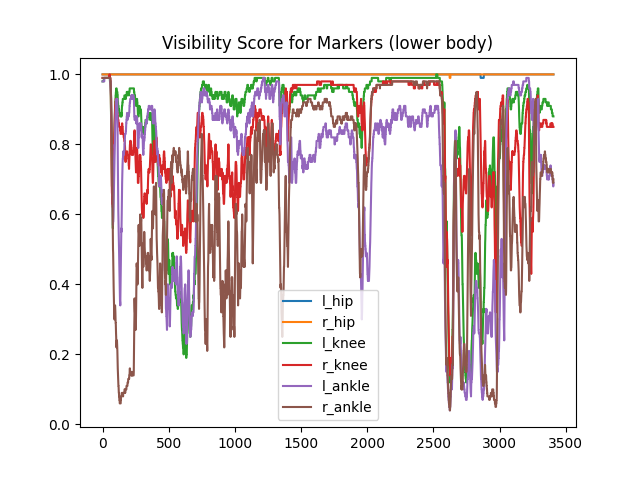 Visibility Score for Markers (lower body)
1.0
0.8
0.6
0.4
0.2
0.0
l_hip
r_hip
l_knee
r_knee
l_ankle
r_ankle
0 500 1000 1500 2000 2500 3000 3500